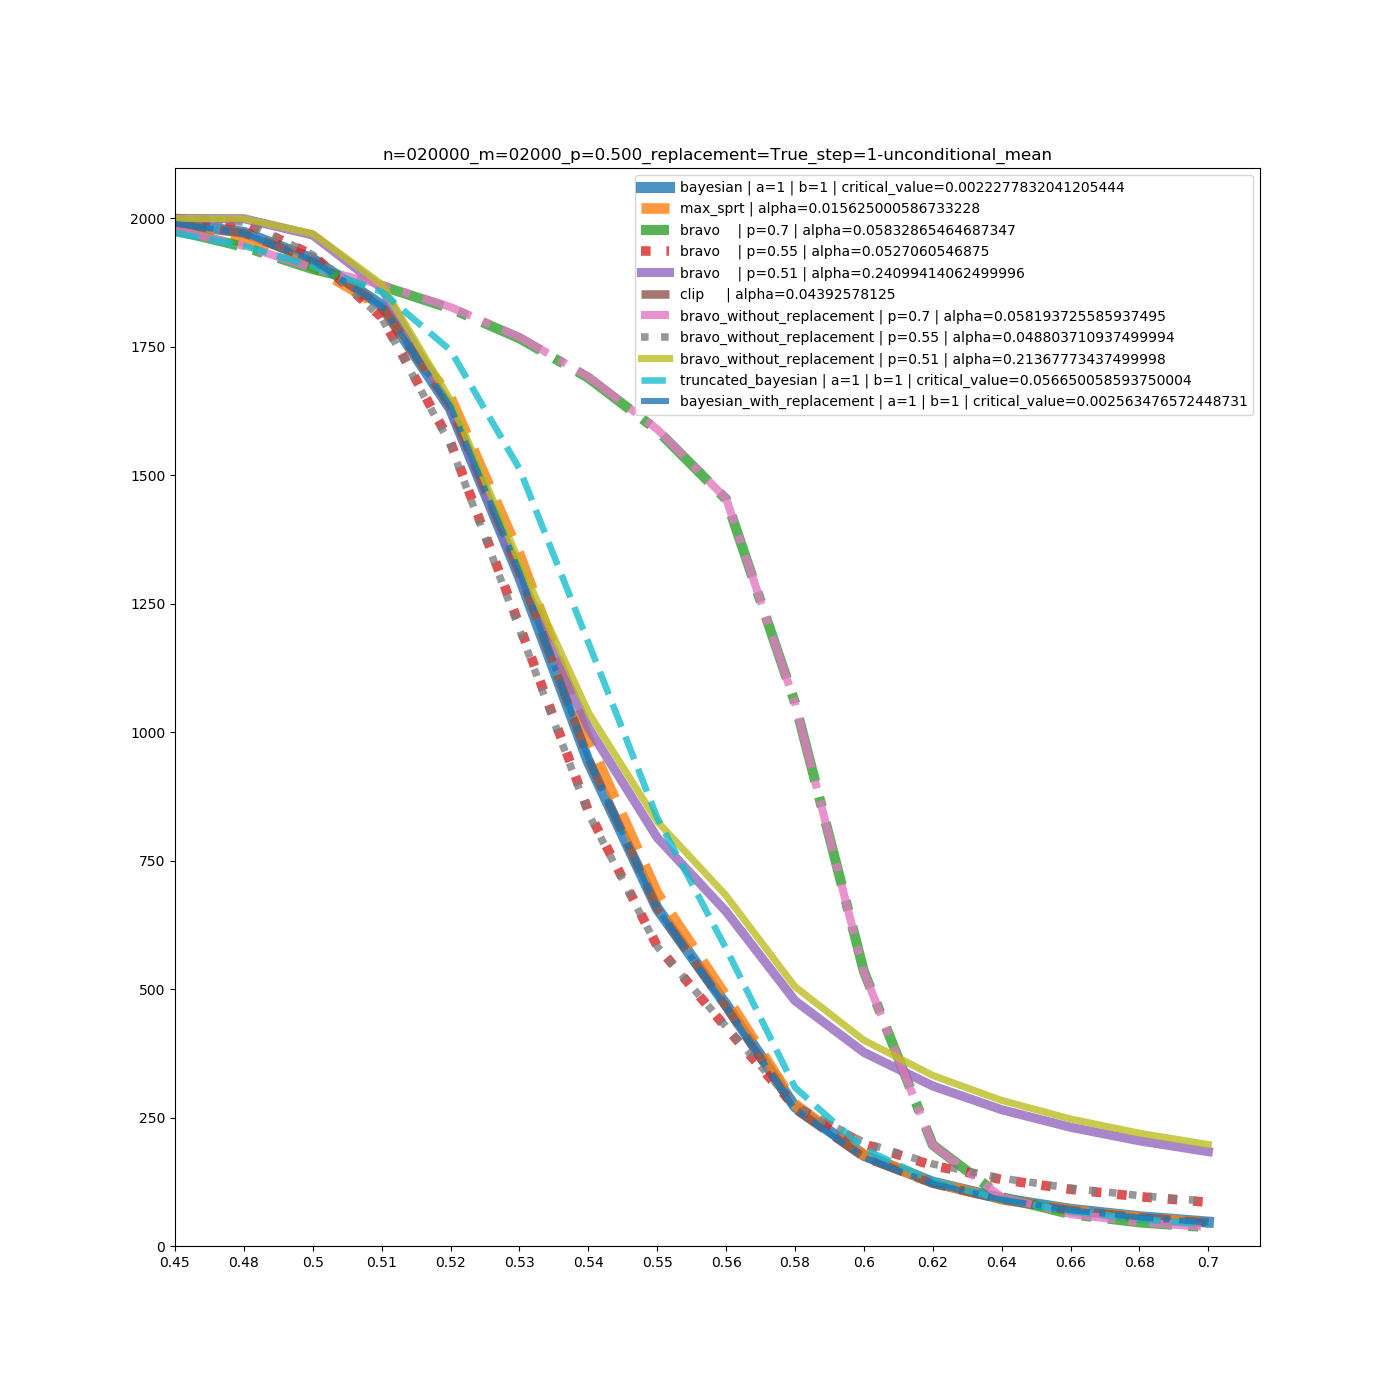 n=020000_m=02000_p=0.500_replacement=True_step=1-unconditional_mean
bayesian | a=1 | b=1 | critical_value=0.0022277832041205444
max_sprt | alpha=0.015625000586733228
bravo | p=0.7 | alpha=0.05832865464687347
bravo | p=0.55 | alpha=0.0527060546875
bravo | p=0.51 | alpha=0.24099414062499996
clip | alpha=0.04392578125
bravo_without_replacement | p=0.7 | alpha=0.058193725585937495
bravo_without_replacement | p=0.55 | alpha=0.048803710937499994
bravo_without_replacement | p=0.51 | alpha=0.21367773437499998
truncated_bayesian | a=1 | b=1 | critical_value=0.056650058593750004
bayesian_with_replacement | a=1 | b=1 | critical_value=0.002563476572448731
2000
1750
1500
1250
1000
750
500
250
0
0.45 0.48 0.5 0.51 0.52 0.53 0.54 0.55 0.56 0.58 0.6 0.62 0.64 0.66 0.68 0.7